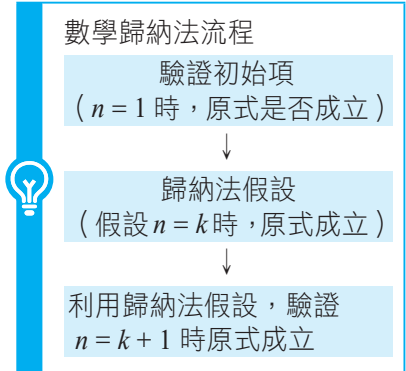 數學歸納法流程
驗證初始項
（n = 1 時，原式是否成立）
↓
歸納法假設
（假設 n = k 時，原式成立）
↓
利用歸納法假設，驗證
n = k + 1 時原式成立